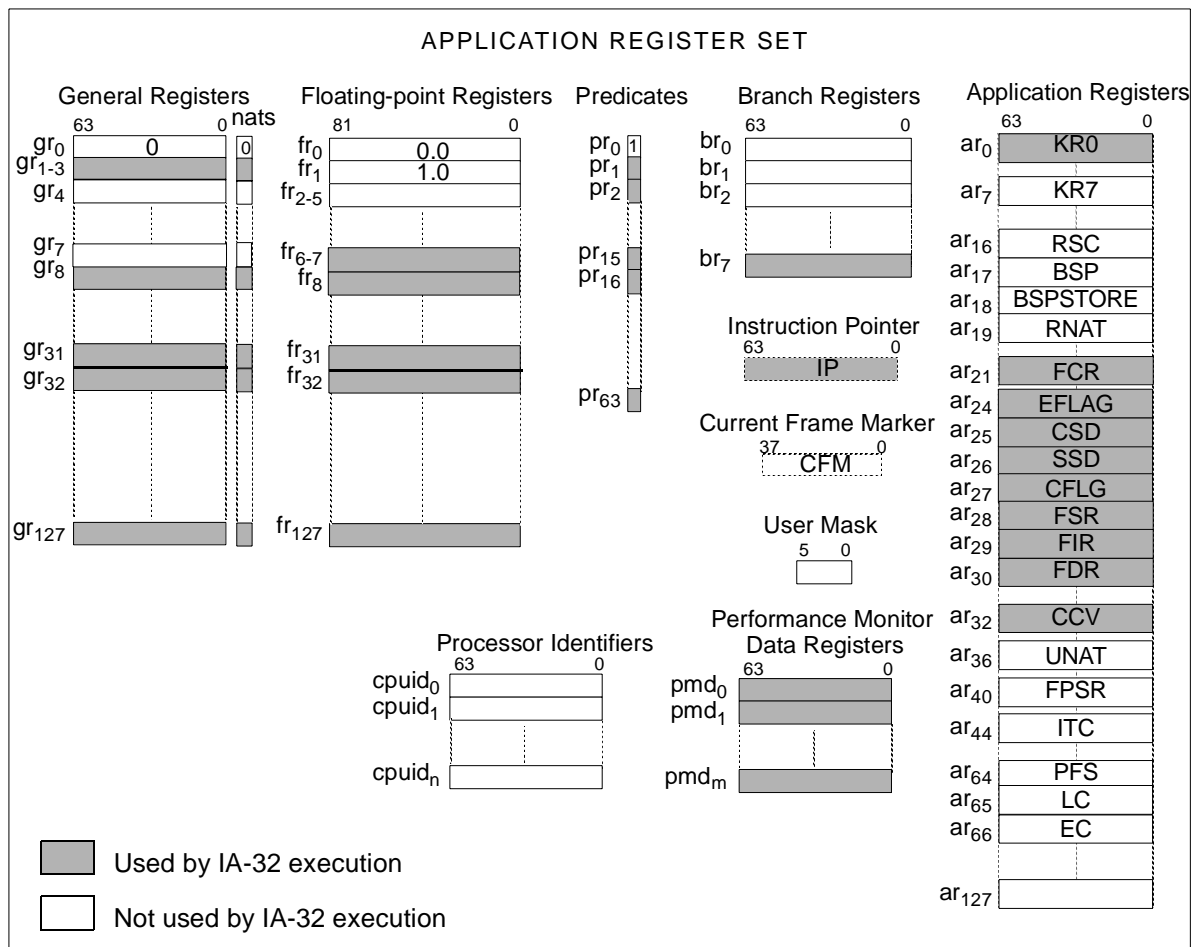 APPLICATION REGISTER SET
General Registers
63 0
nats
gr0 0 0
gr1-3
gr4
gr7
gr8
gr31
gr32
gr127
Floating-point Registers
81 0
fr0 0.0
fr1 1.0
fr2-5
fr6-7
fr8
fr31
fr32
fr127
Predicates
pr0 1
pr1
pr2
pr15
pr16
pr63
Branch Registers
63 0
br0
br1
br2
br7
Instruction Pointer
63 0
IP
Current Frame Marker
37 0
CFM
User Mask
5 0
Processor Identifiers
63 0
cpuid0
cpuid1
cpuidn
Performance Monitor
Data Registers
63 0
pmd0
pmd1
pmdm
Application Registers
63 0
ar0 KR0
ar7 KR7
ar16 RSC
ar17 BSP
ar18 BSPSTORE
ar19 RNAT
ar21 FCR
ar24 EFLAG
ar25 CSD
ar26 SSD
ar27 CFLG
ar28 FSR
ar29 FIR
ar30 FDR
ar32 CCV
ar36 UNAT
ar40 FPSR
ar44 ITC
ar64 PFS
ar65 LC
ar66 EC
ar127
Used by IA-32 execution
Not used by IA-32 execution